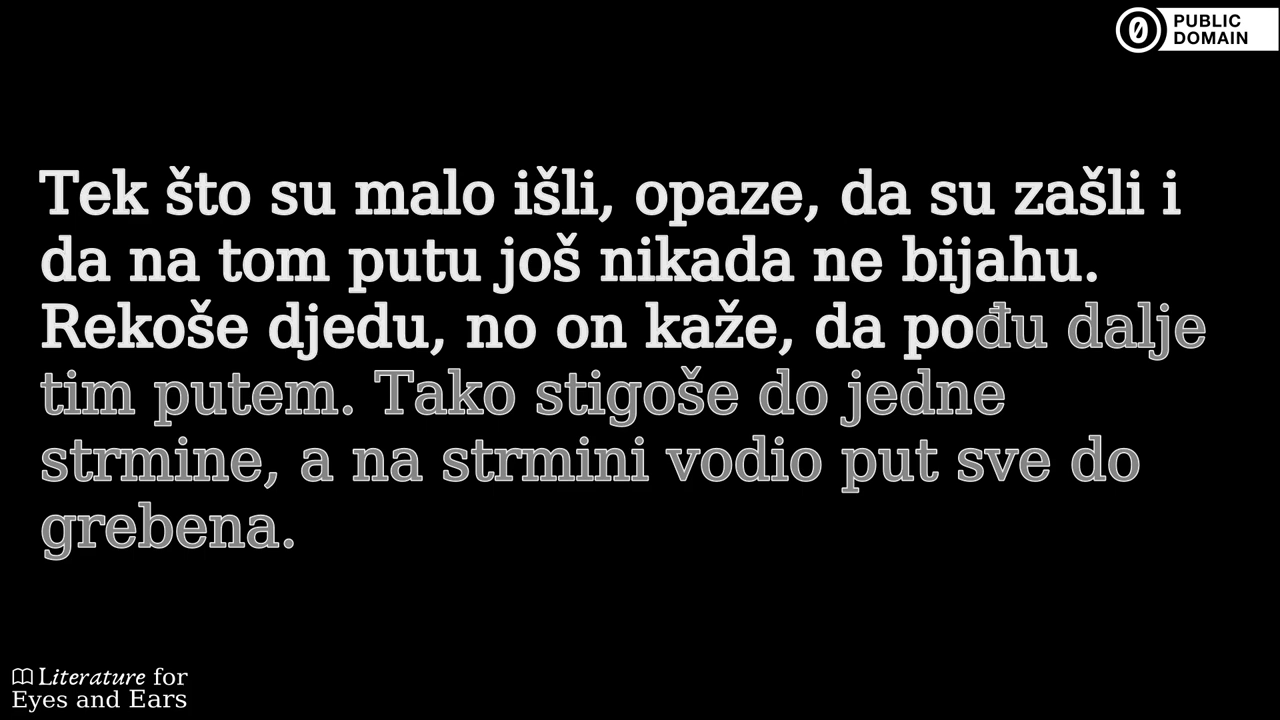 PUBLIC
DOMAIN
Tek što su malo išli, opaze, da su zašli i
da na tom putu još nikada ne bijahu.
Rekoše djedu, no on kaže, da pođu dalje
tim putem. Tako stigoše do jedne
strmine, a na strmini vodio put sve do
grebena.
Literature for
Eyes and Ears